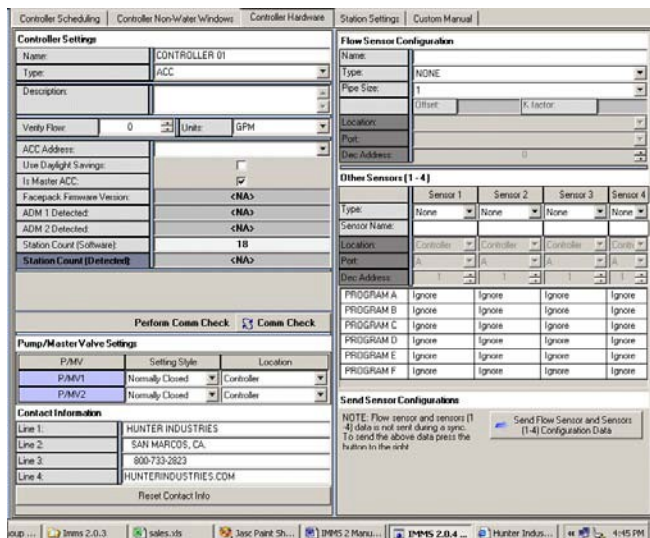 Controller Scheduling Controller Non-Water Windows Controller Hardware Station Settings Custom Manual
Controller Settings
Name: CONTROLLER 01
Type: ACC
Description:
Verify Flow: 0 Units: GPM
ACC Address:
Use Daylight Savings:
Is Master ACC:
Facepack Firmware Version: <NA>
ADM 1 Detected: <NA>
ADM 2 Detected: <NA>
Station Count (Software): 18
Station Count (Detected): <NA>
Perform Comm Check Comm Check
Pump/Master Valve Settings
P/MV Setting Style Location
P/MV1 Normally Closed Controller
P/MV2 Normally Closed Controller
Contact Information
Line 1: HUNTER INDUSTRIES
Line 2: SAN MARCOS, CA.
Line 3: 800-733-2823
Line 4: HUNTERINDUSTRIES.COM
Reset Contact Info
Flow Sensor Configuration
Name:
Type: NONE
Pipe Size: 1
Offset: K factor:
Location:
Port:
Dec Address: 0
Other Sensors (1 - 4)
Sensor 1 Sensor 2 Sensor 3 Sensor 4
Type: None None None None
Sensor Name:
Location: Controller Controller Controller Contr
Port: A A A A
Dec Address: 1 1 1 1
PROGRAM A Ignore Ignore Ignore Ignore
PROGRAM B Ignore Ignore Ignore Ignore
PROGRAM C Ignore Ignore Ignore Ignore
PROGRAM D Ignore Ignore Ignore Ignore
PROGRAM E Ignore Ignore Ignore Ignore
PROGRAM F Ignore Ignore Ignore Ignore
Send Sensor Configurations
NOTE: Flow sensor and sensors (1
-4) data is not sent during a sync.
To send the above data press the
button to the right
Send Flow Sensor and Sensors
(1-4) Configuration Data
oup ... Imms 2.0.3 sales.xls Jasc Paint Sh... IMMS 2 Manu... IMMS 2.0.4 ... Hunter Indus... 4:45 PM